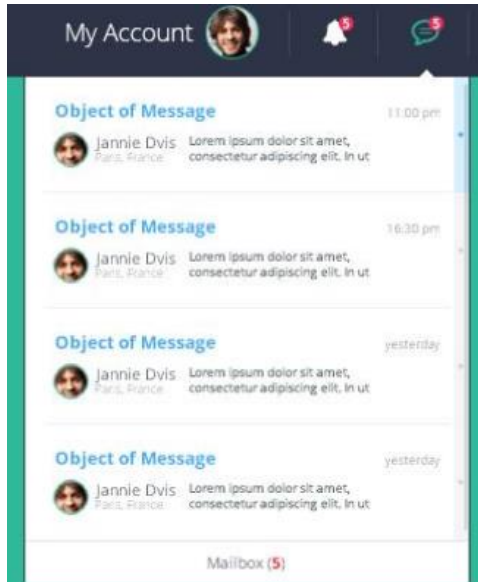 My Account
5
5
Object of Message
11:00 pm
Jannie Dvis
Paris, France
Lorem ipsum dolor sit amet,
consectetur adipiscing elit. In ut
Object of Message
16:30 pm
Jannie Dvis
Paris, France
Lorem ipsum dolor sit amet,
consectetur adipiscing elit. In ut
Object of Message
yesterday
Jannie Dvis
Paris, France
Lorem ipsum dolor sit amet,
consectetur adipiscing elit. In ut
Object of Message
yesterday
Jannie Dvis
Paris, France
Lorem ipsum dolor sit amet,
consectetur adipiscing elit. In ut
Mailbox (5)